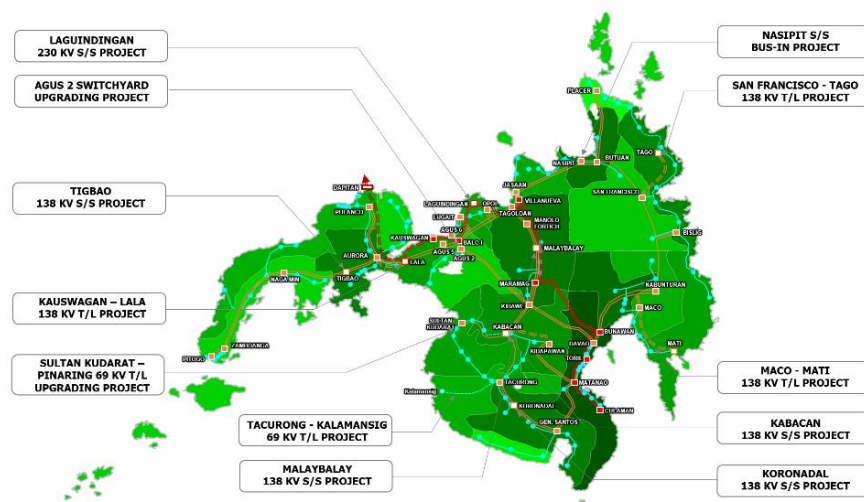 LAGUINDINGAN
230 KV S/S PROJECT
AGUS 2 SWITCHYARD
UPGRADING PROJECT
TIGBAO
138 KV S/S PROJECT
KAUSWAGAN – LALA
138 KV T/L PROJECT
SULTAN KUDARAT –
PINARING 69 KV T/L
UPGRADING PROJECT
TACURONG - KALAMANSIG
69 KV T/L PROJECT
MALAYBALAY
138 KV S/S PROJECT
NASIPIT S/S
BUS-IN PROJECT
SAN FRANCISCO - TAGO
138 KV T/L PROJECT
MACO - MATI
138 KV T/L PROJECT
KABACAN
138 KV S/S PROJECT
KORONADAL
138 KV S/S PROJECT
PLACER
NASIPIT
BUTUAN
TAGO
SAN FRANCISCO
BISLIG
DAPITAN
POLANCO
LAGUINDINGAN
OPOL
JASAAN
VILLANUEVA
TAGOLOAN
MANOLO
FORTICH
LUGAIT
AGUS 6
KAUSWAGAN
BALO-I
AGUS 5
AGUS 2
MALAYBALAY
AURORA
LALA
TIGBAO
NAGA MIN
MARAMAG
KIBAWE
NABUNTURAN
MACO
SULTAN
KUDARAT
KABACAN
KIDAPAWAN
BUNAWAN
DAVAO
TORIL
MATI
PITOGO
ZAMBOANGA
TACURONG
MATANAO
Kalamansig
KORONADAL
CULAMAN
GEN. SANTOS